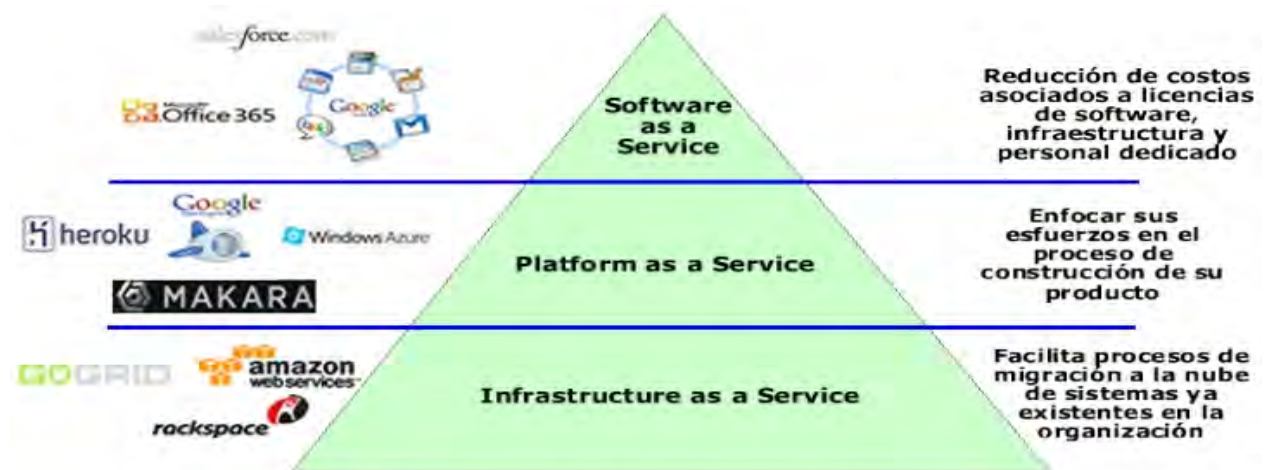 salesforce.com
Microsoft
Office 365
Google
Software
as a
Service
Reducción de costos
asociados a licencias
de software,
infraestructura y
personal dedicado
heroku
Google
Windows Azure
MAKARA
Platform as a Service
Enfocar sus
esfuerzos en el
proceso de
construcción de su
producto
GOGRID
amazon
webservices
rackspace
Infrastructure as a Service
Facilita procesos de
migración a la nube
de sistemas ya
existentes en la
organización